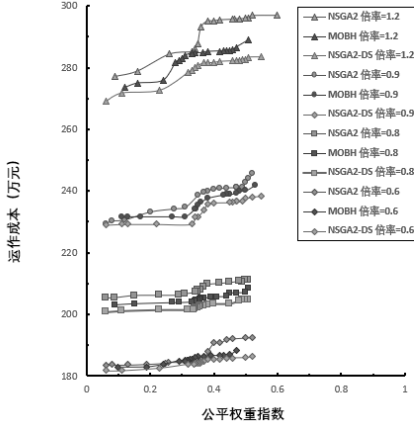 运作成本（万元）
300
280
260
240
220
200
180
0
0.2
0.4
0.6
0.8
1
公平权重指数
NSGA2 倍率=1.2
MOBH 倍率=1.2
NSGA2-DS 倍率=1.2
NSGA2 倍率=0.9
MOBH 倍率=0.9
NSGA2-DS 倍率=0.9
NSGA2 倍率=0.8
MOBH 倍率=0.8
NSGA2-DS 倍率=0.8
NSGA2 倍率=0.6
MOBH 倍率=0.6
NSGA2-DS 倍率=0.6